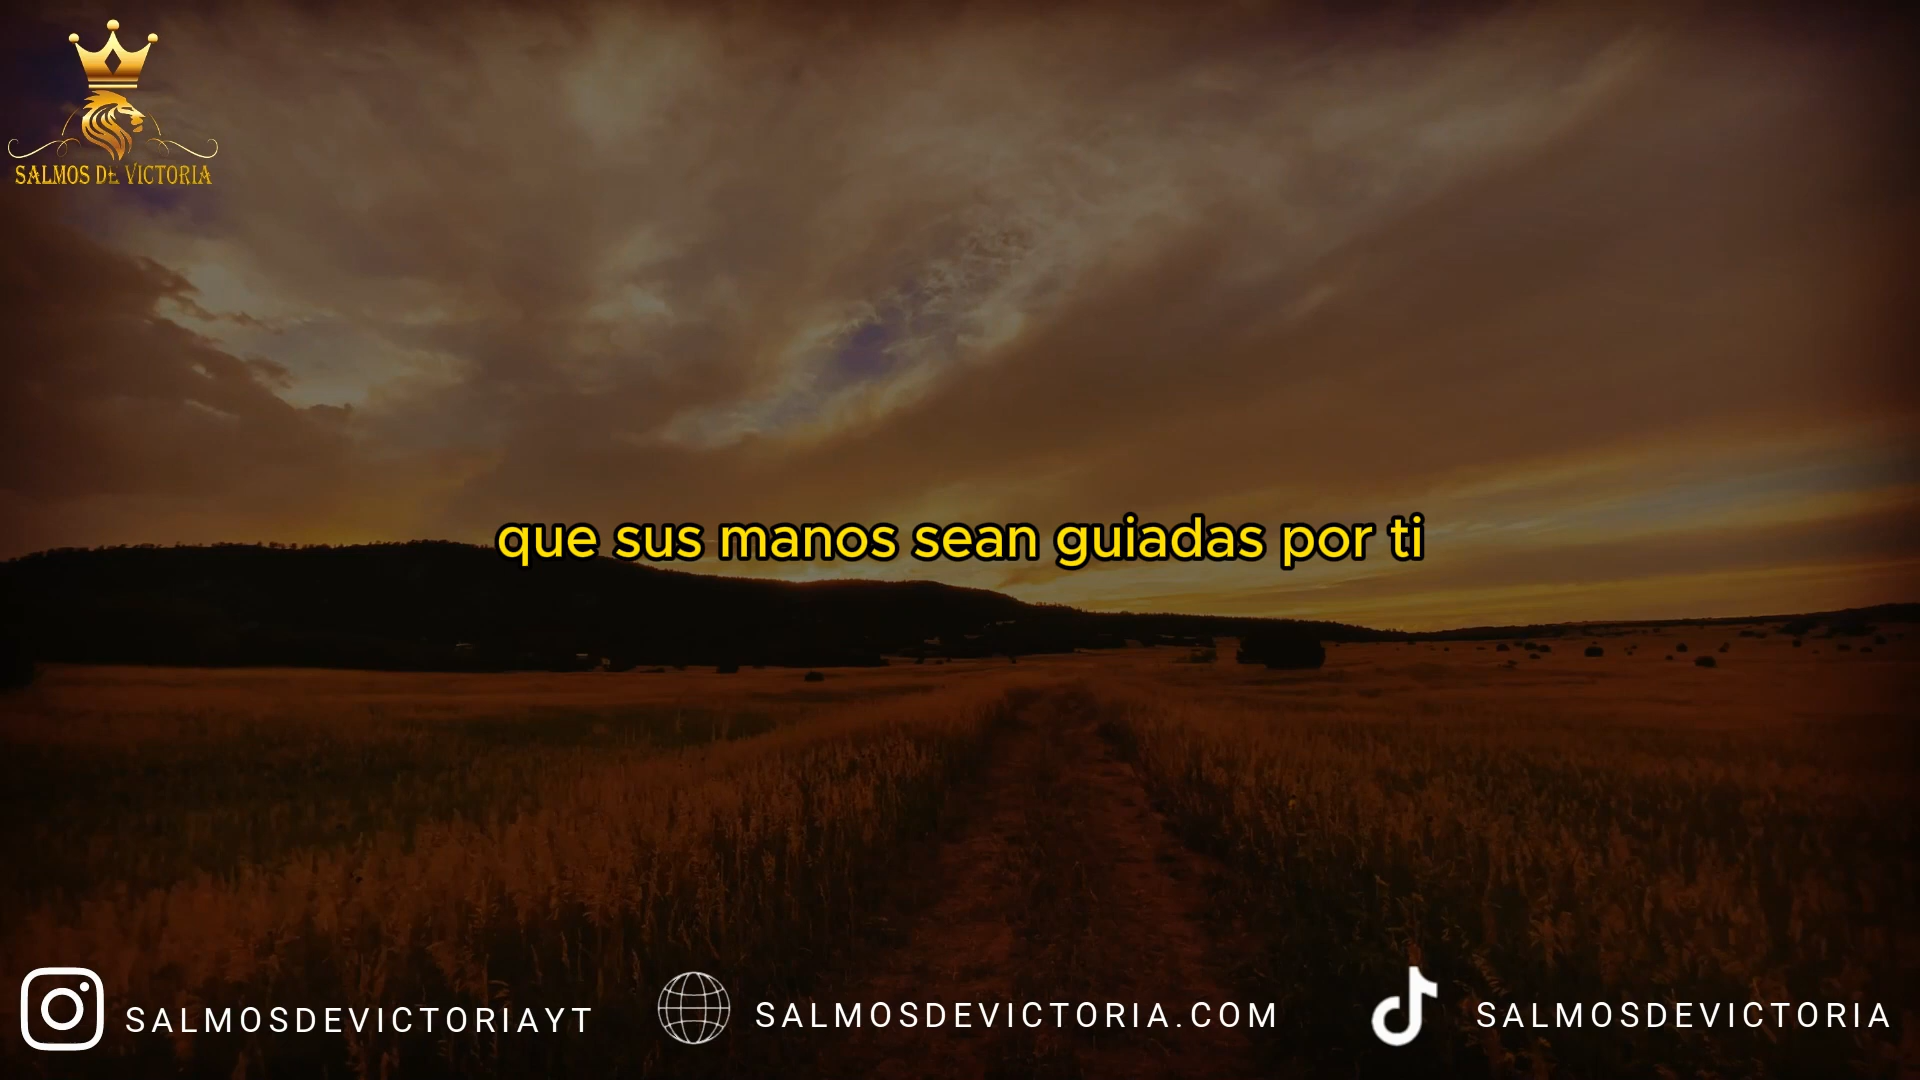 SALMOS DE VICTORIA
que sus manos sean guiadas por ti
SALMOSDEVICTORIAYT
SALMOSDEVICTORIA.COM
SALMOSDEVICTORIA